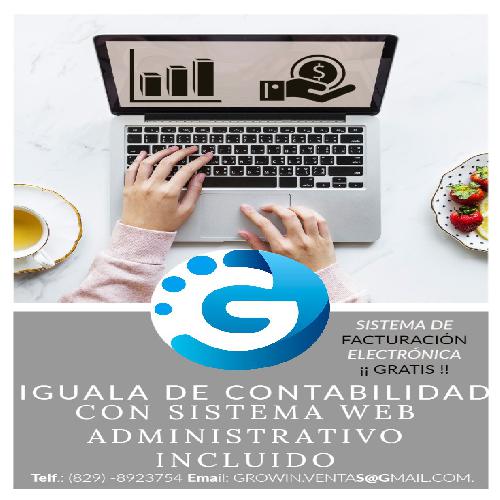 G
SISTEMA DE
FACTURACIÓN
ELECTRÓNICA
¡¡ GRATIS !!
IGUALA DE CONTABILIDAD
CON SISTEMA WEB
ADMINISTRATIVO
INCLUIDO
Telf.: (829) -8923754 Email: GROWIN.VENTAS@GMAIL.COM.